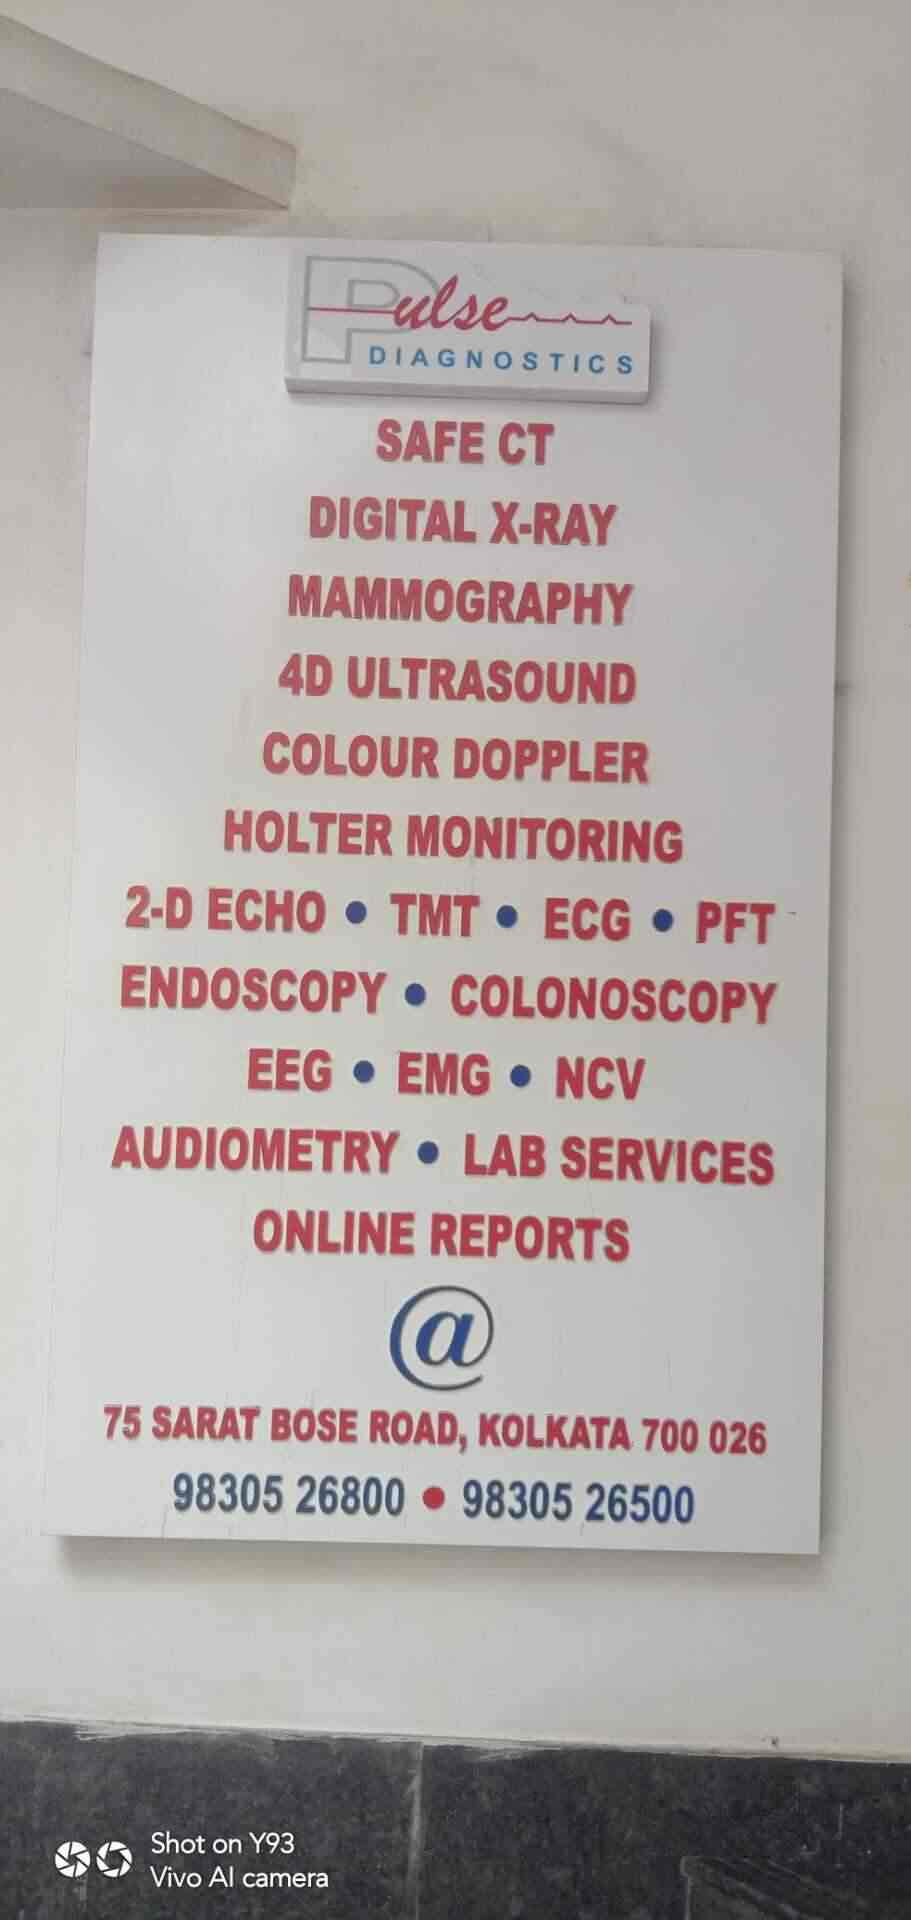 Pulse
DIAGNOSTICS
SAFE CT
DIGITAL X-RAY
MAMMOGRAPHY
4D ULTRASOUND
COLOUR DOPPLER
HOLTER MONITORING
2-D ECHO • TMT • ECG • PFT
ENDOSCOPY • COLONOSCOPY
EEG • EMG • NCV
AUDIOMETRY • LAB SERVICES
ONLINE REPORTS
@
75 SARAT BOSE ROAD, KOLKATA 700 026
98305 26800 • 98305 26500
Shot on Y93
Vivo AI camera